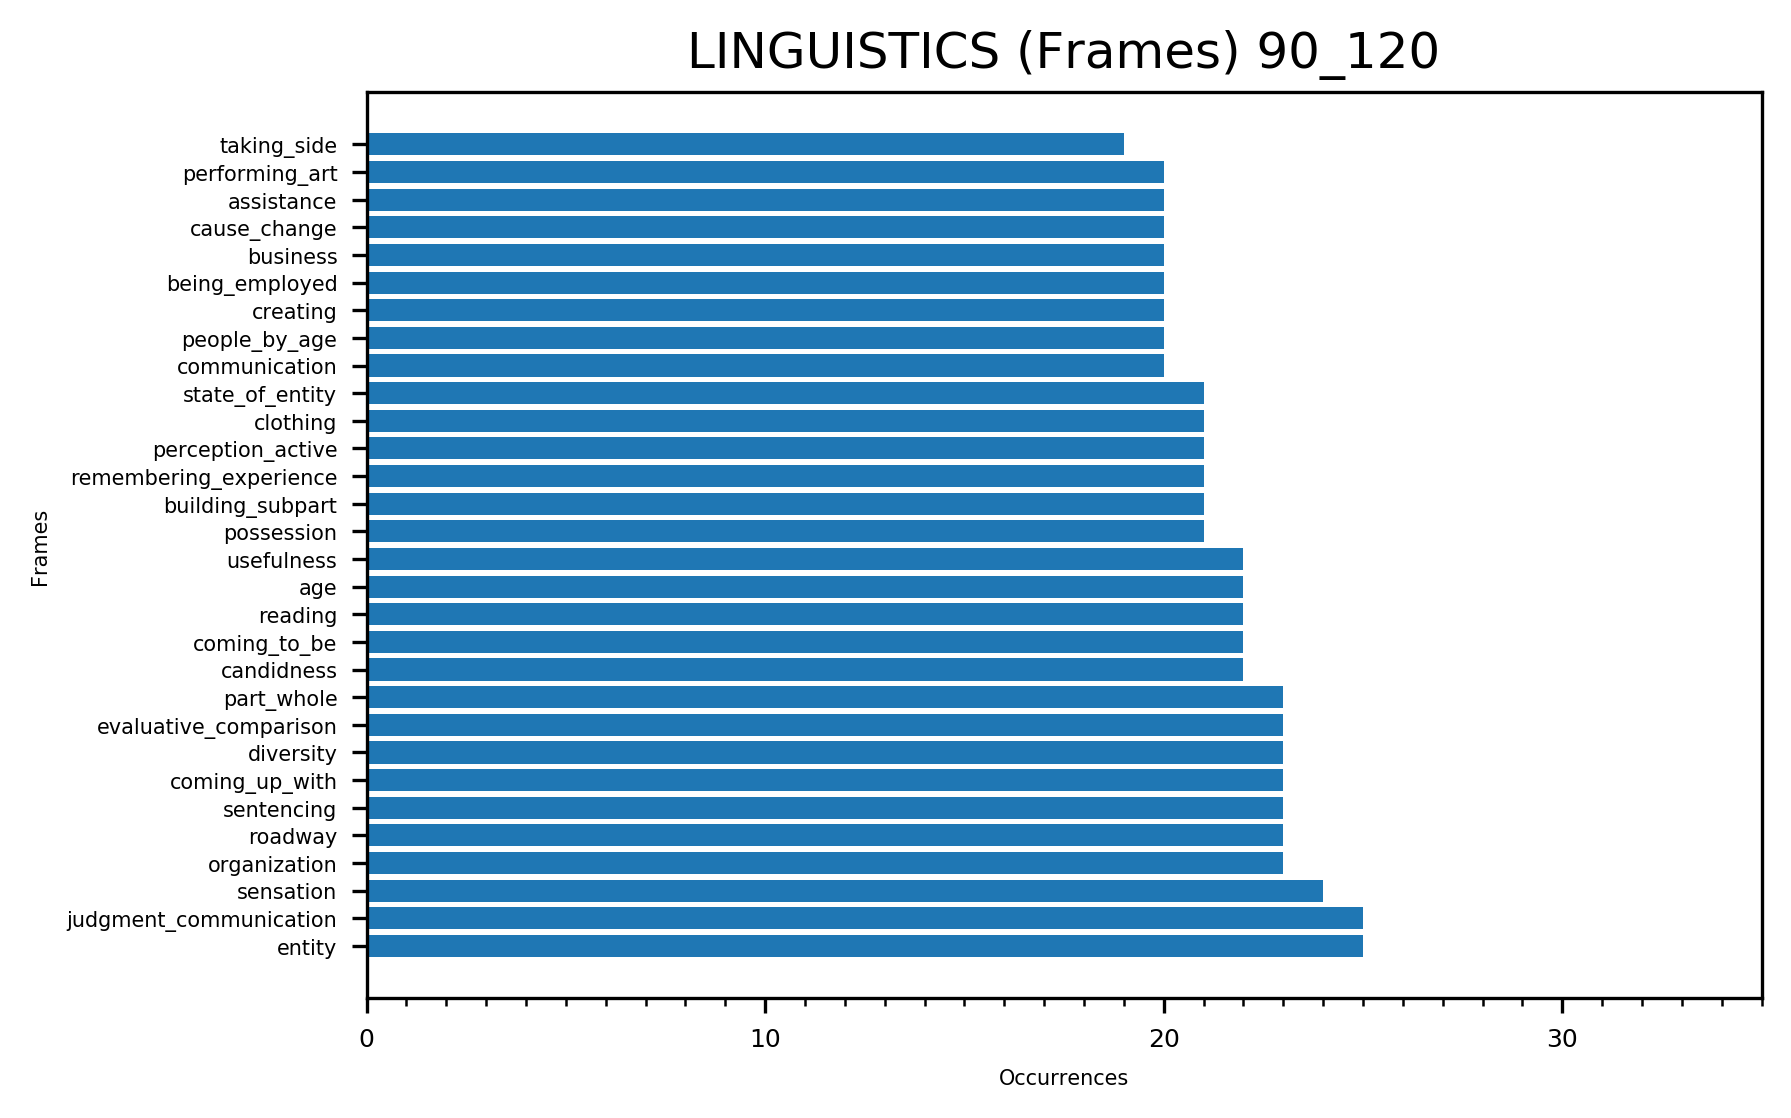 LINGUISTICS (Frames) 90_120
taking_side
performing_art
assistance
cause_change
business
being_employed
creating
people_by_age
communication
state_of_entity
clothing
perception_active
remembering_experience
building_subpart
possession
usefulness
age
reading
coming_to_be
candidness
part_whole
evaluative_comparison
diversity
coming_up_with
sentencing
roadway
organization
sensation
judgment_communication
entity
Frames
0 10 20 30
Occurrences